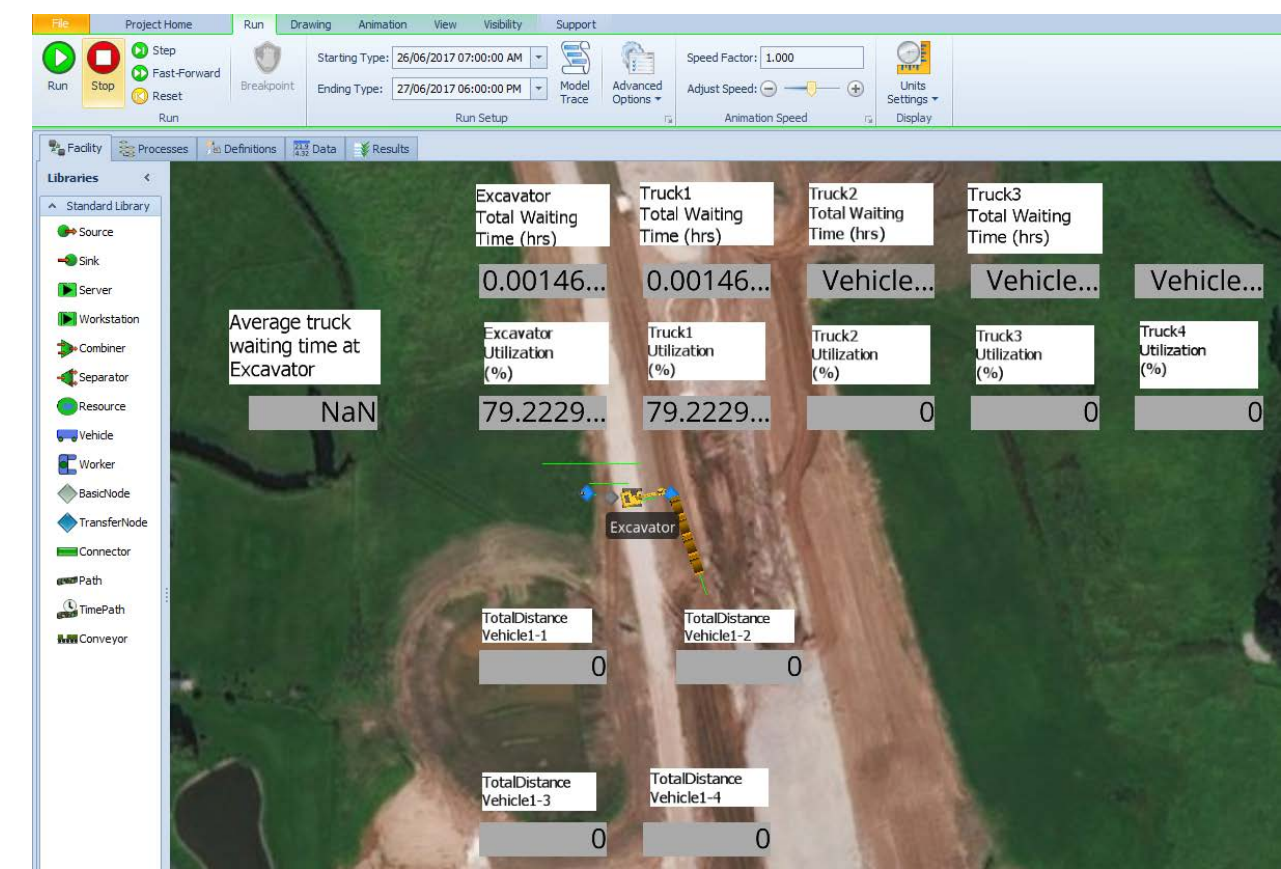 File Project Home Run Drawing Animation View Visibility Support
Run
Stop
Step
Fast-Forward
Reset
Run
Breakpoint
Starting Type: 26/06/2017 07:00:00 AM
Ending Type: 27/06/2017 06:00:00 PM
Model
Trace
Advanced
Options
Run Setup
Speed Factor: 1.000
Adjust Speed:
Animation Speed
Units
Settings
Display
Facility Processes Definitions Data Results
Libraries
Standard Library
Source
Sink
Server
Workstation
Combiner
Separator
Resource
Vehicle
Worker
BasicNode
TransferNode
Connector
Path
TimePath
Conveyor
Excavator
Total Waiting
Time (hrs)
Truck1
Total Waiting
Time (hrs)
Truck2
Total Waiting
Time (hrs)
Truck3
Total Waiting
Time (hrs)
0.00146... 0.00146... Vehicle... Vehicle... Vehicle...
Average truck
waiting time at
Excavator
Excavator
Utilization
(%)
Truck1
Utilization
(%)
Truck2
Utilization
(%)
Truck3
Utilization
(%)
Truck4
Utilization
(%)
NaN 79.2229... 79.2229... 0 0 0
Excavator
TotalDistance
Vehicle1-1
TotalDistance
Vehicle1-2
0 0
TotalDistance
Vehicle1-3
TotalDistance
Vehicle1-4
0 0